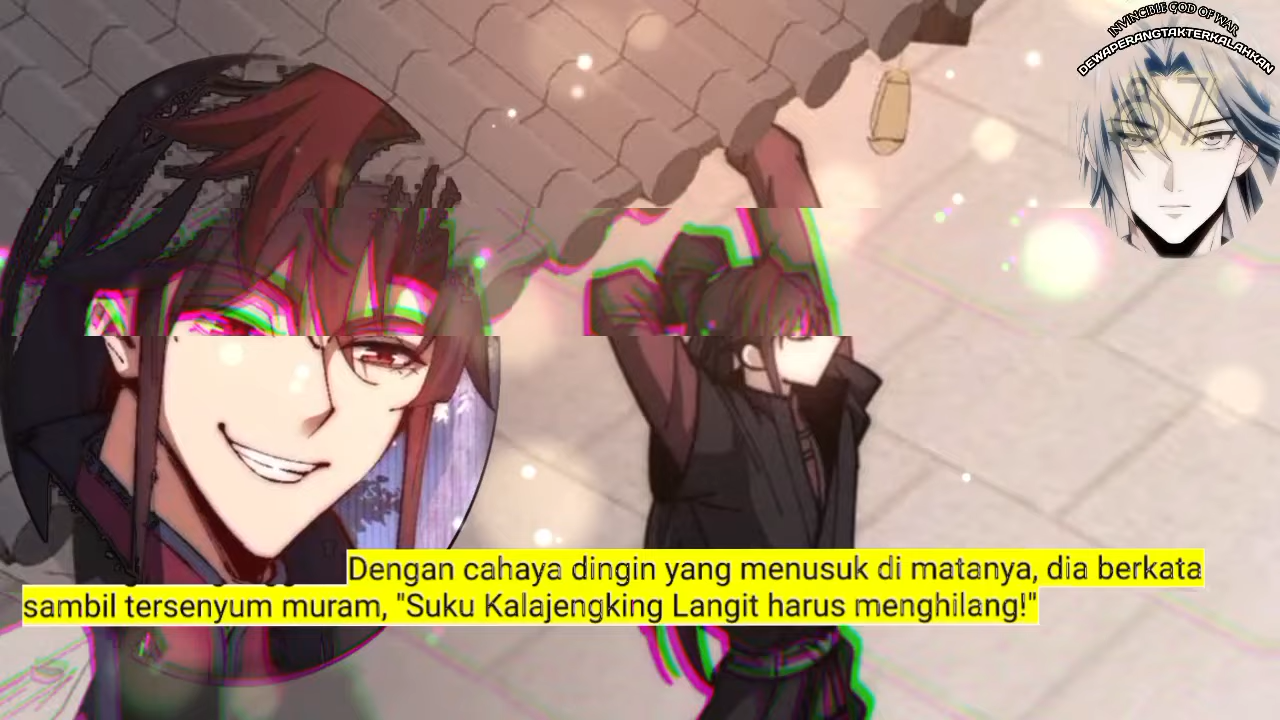 INVINCIBLE GOD OF WAR
DEWAPERANGTAKTERKALAHKAN
67
Dengan cahaya dingin yang menusuk di matanya, dia berkata
sambil tersenyum muram, "Suku Kalajengking Langit harus menghilang!"